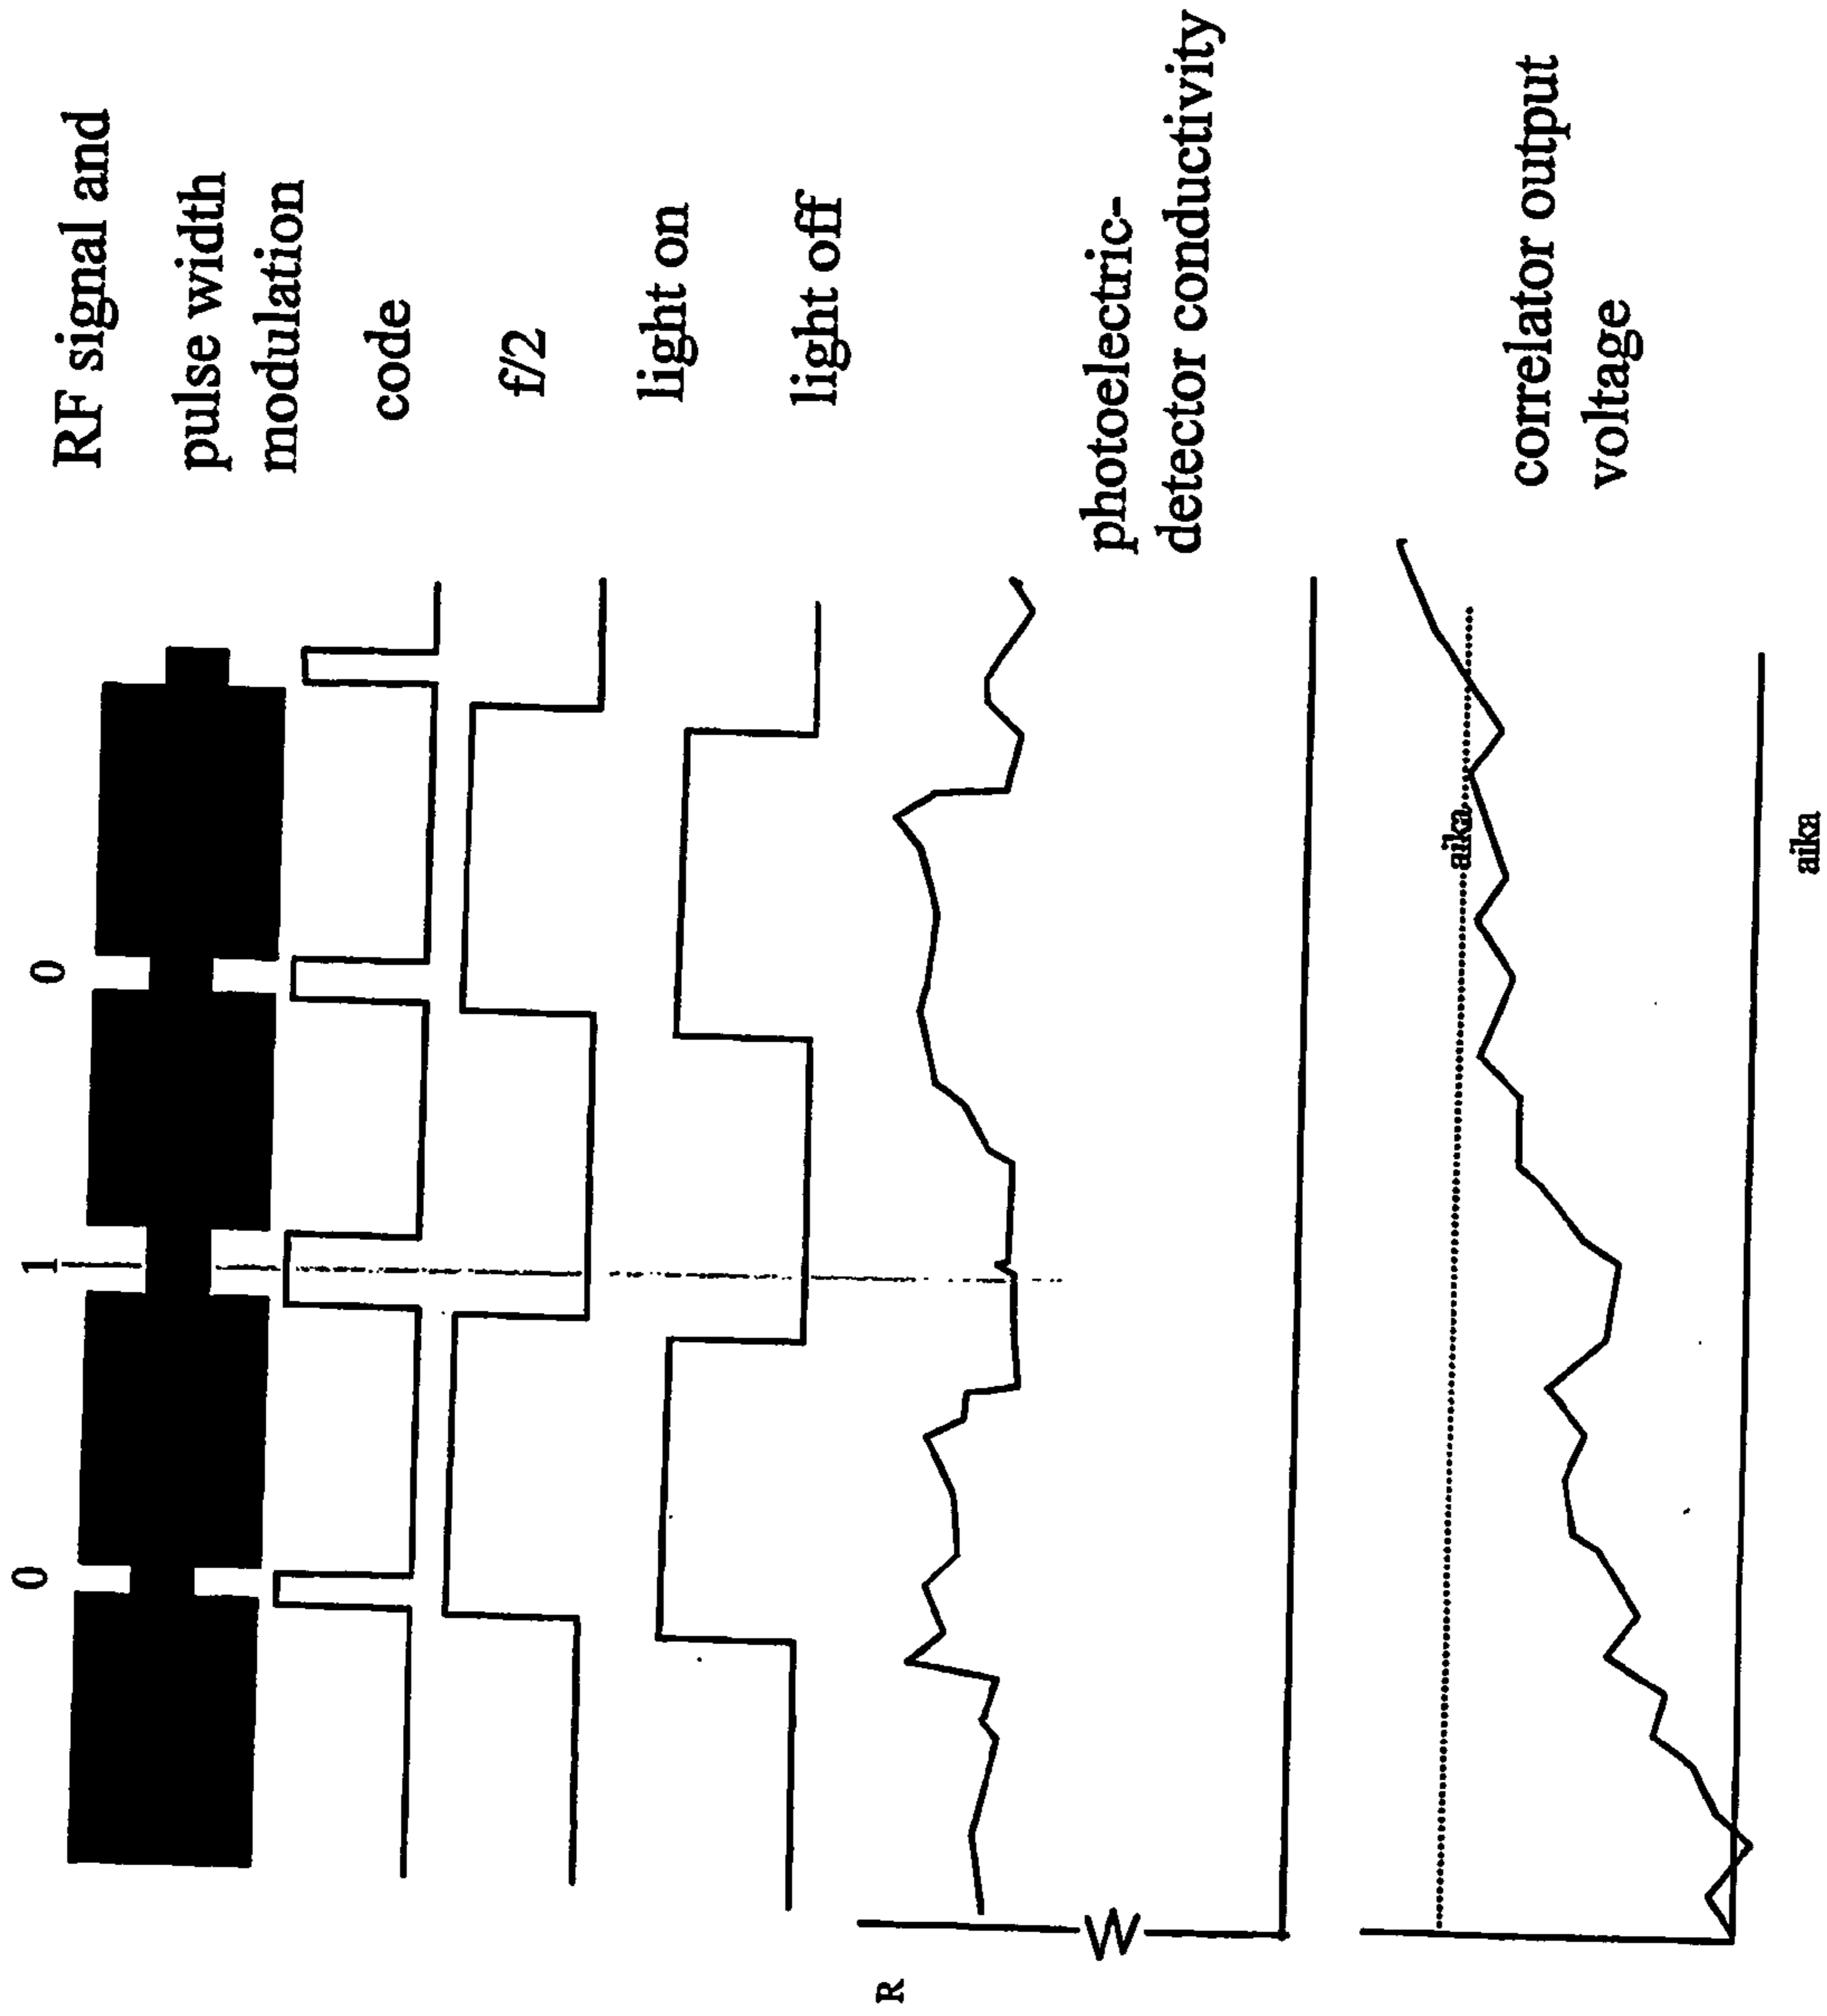 RF signal and
pulse width
modulation
code
f/2
light on
light off
photoelectric-
detector conductivity
correlator output
voltage
0
1
0
R
aika
aika